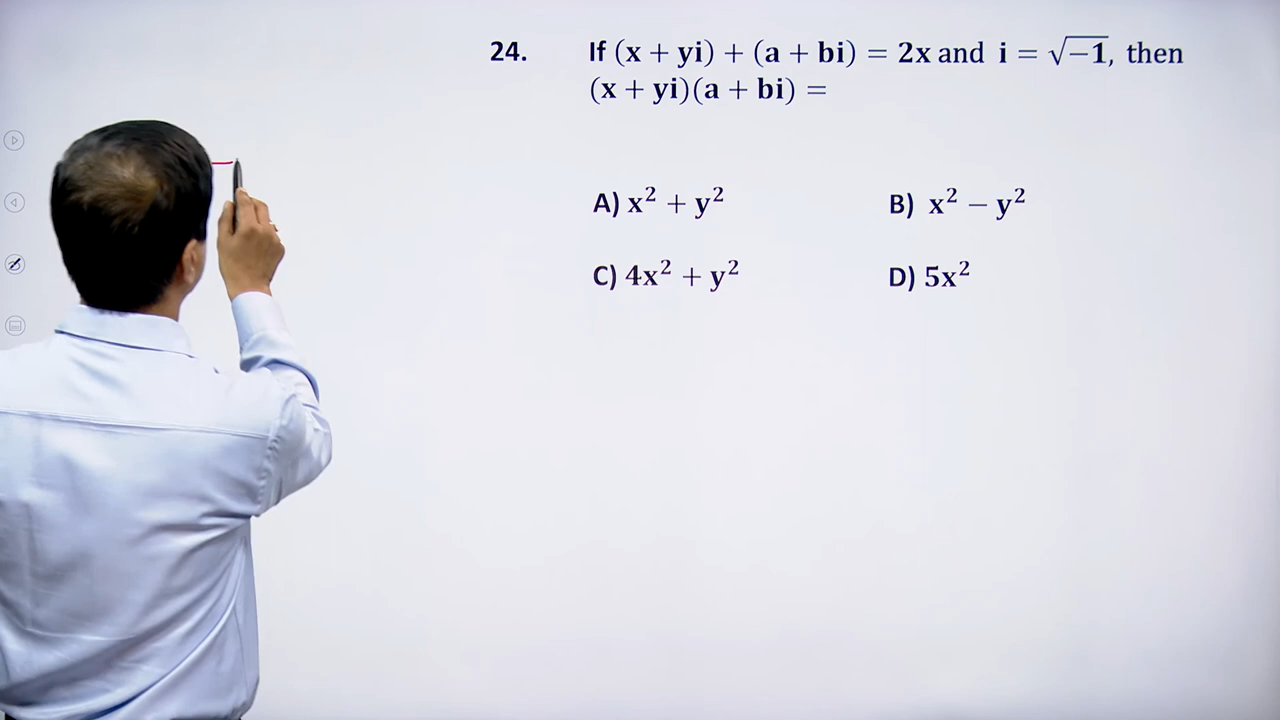 24. If (x + yi) + (a + bi) = 2x and i = √−1, then
(x + yi)(a + bi) =
A) x² + y² B) x² − y²
C) 4x² + y² D) 5x²